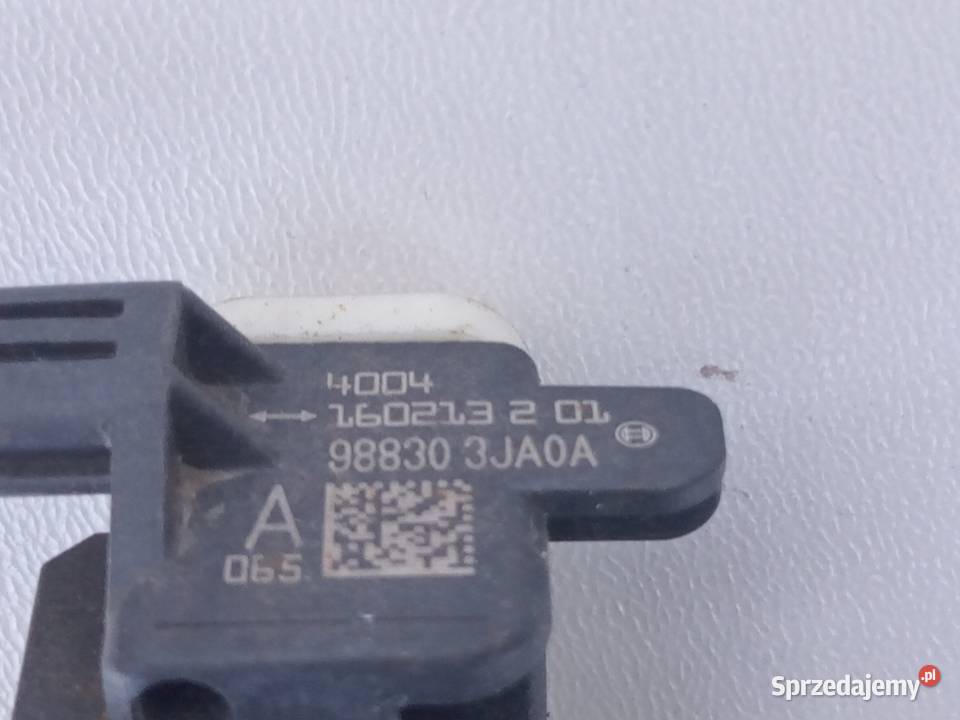 4004
160213 2 01
98830 3JA0A
A
065
Sprzedajemy.pl